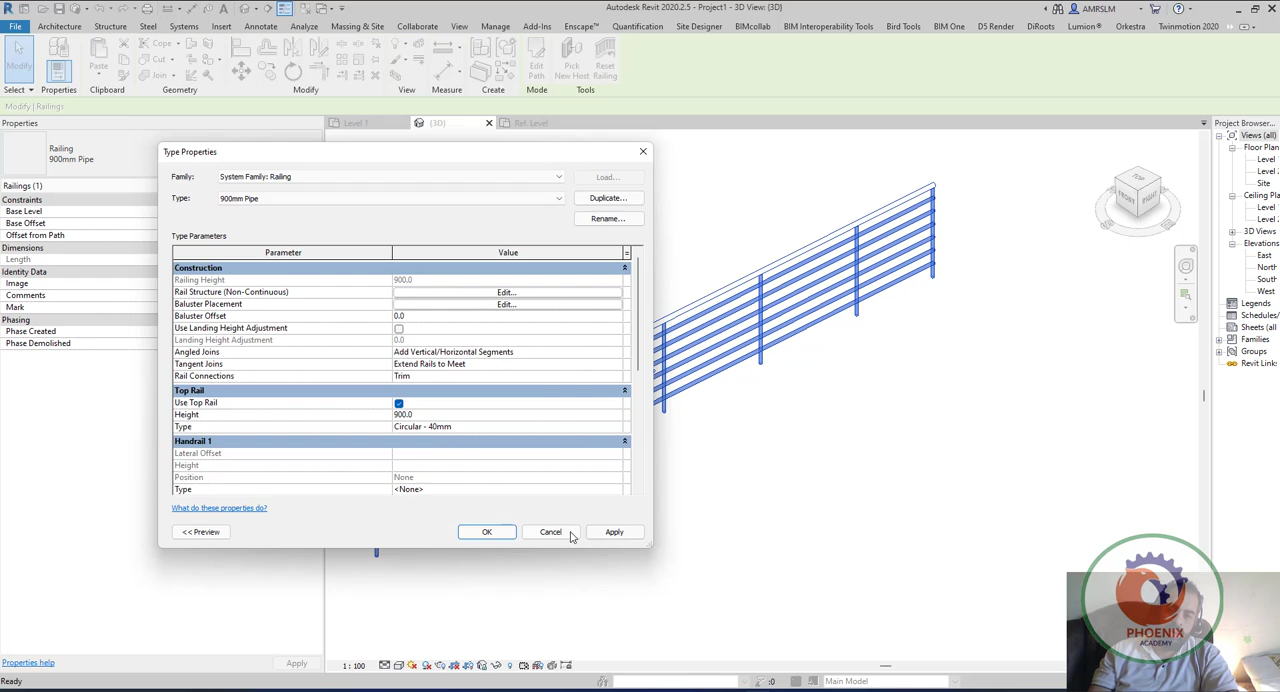 Autodesk Revit 2020.2.5 - Project1 - 3D View: {3D}
AMRSLM
File Architecture Structure Steel Systems Insert Annotate Analyze Massing & Site Collaborate View Manage Add-Ins Enscape™ Quantification Site Designer BIMcollab BIM Interoperability Tools Bird Tools BIM One D5 Render DiRoots Lumion® Orkestra Twinmotion 2020
Modify
Paste
Cope
Cut
Join
Edit Path
Pick New Host
Reset Railing
Select Properties Clipboard Geometry Modify View Measure Create Mode Tools
Modify | Railings
Properties
Level 1
{3D}
Ref. Level
Project Browser...
Railing
900mm Pipe
Railings (1)
Constraints
Base Level
Base Offset
Offset from Path
Dimensions
Length
Identity Data
Image
Comments
Mark
Phasing
Phase Created
Phase Demolished
Properties help
Apply
Type Properties
Family: System Family: Railing Load...
Type: 900mm Pipe Duplicate...
Rename...
Type Parameters
Parameter Value =
Construction
Railing Height 900.0
Rail Structure (Non-Continuous) Edit...
Baluster Placement Edit...
Baluster Offset 0.0
Use Landing Height Adjustment
Landing Height Adjustment 0.0
Angled Joins Add Vertical/Horizontal Segments
Tangent Joins Extend Rails to Meet
Rail Connections Trim
Top Rail
Use Top Rail
Height 900.0
Type Circular - 40mm
Handrail 1
Lateral Offset
Height
Position None
Type <None>
What do these properties do?
<< Preview OK Cancel Apply
TOP
FRONT
RIGHT
Views (all)
Floor Plan
Level
Level
Site
Ceiling
Level
Level
3D Views
Elevations
East
North
South
West
Legends
Schedules/
Sheets (all
Families
Groups
Revit Link
PHOENIX
ACADEMY
1 : 100
Ready
:0
Main Model